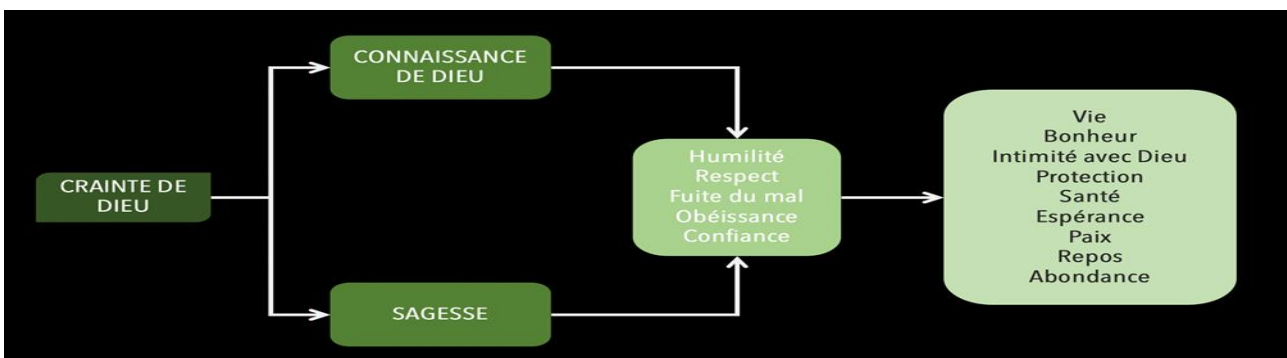 CRAINTE DE
DIEU
CONNAISSANCE
DE DIEU
SAGESSE
Humilité
Respect
Fuite du mal
Obéissance
Confiance
Vie
Bonheur
Intimité avec Dieu
Protection
Santé
Espérance
Paix
Repos
Abondance